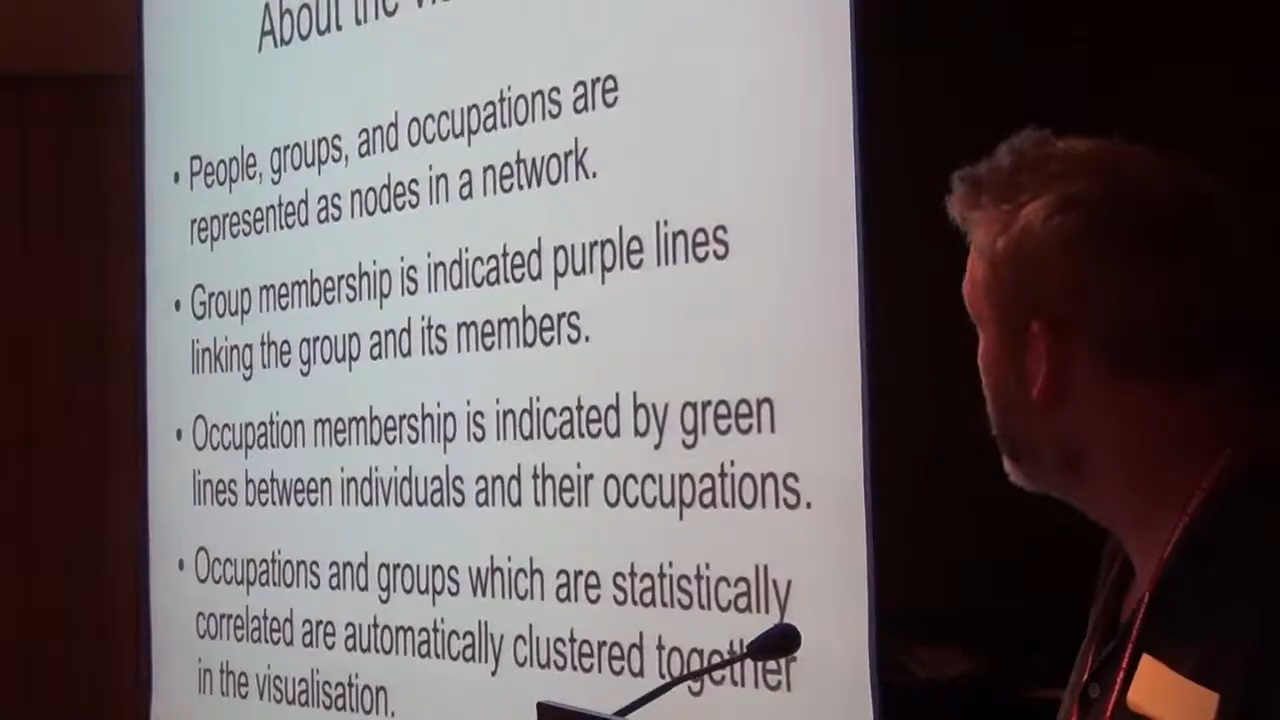 About the
• People, groups, and occupations are
represented as nodes in a network.
• Group membership is indicated purple lines
linking the group and its members.
• Occupation membership is indicated by green
lines between individuals and their occupations.
• Occupations and groups which are statistically
correlated are automatically clustered together
in the visualisation.